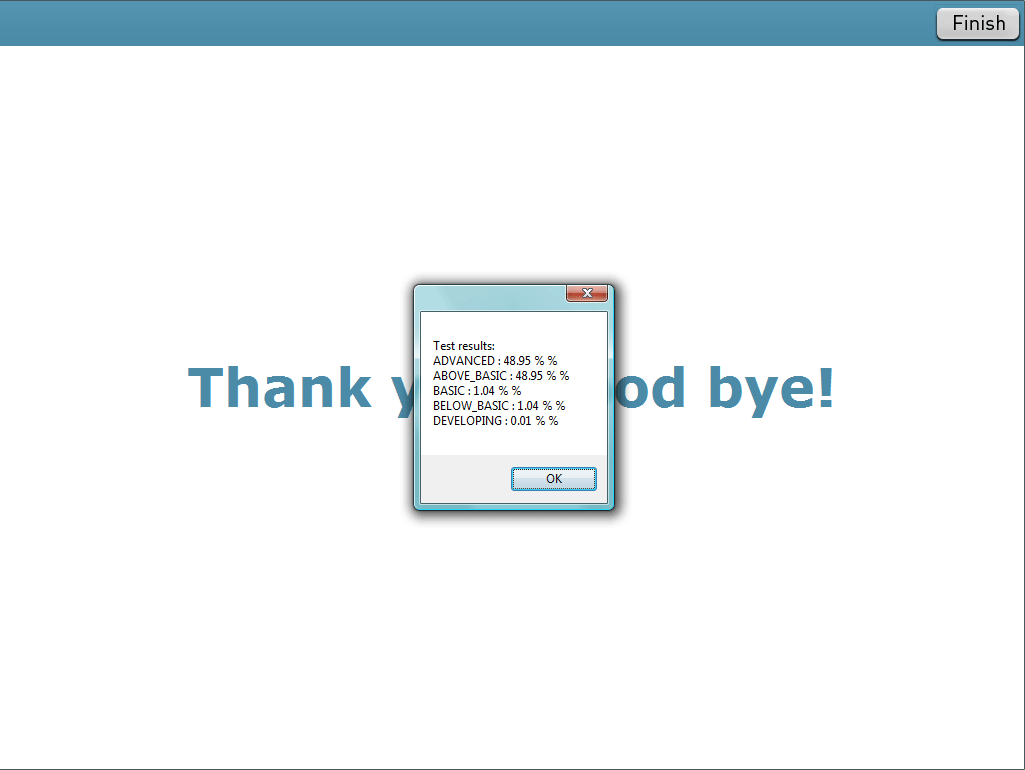 Finish
Test results:
ADVANCED : 48.95 % %
ABOVE_BASIC : 48.95 % %
BASIC : 1.04 % %
BELOW_BASIC : 1.04 % %
DEVELOPING : 0.01 % %
Thank bye!
OK